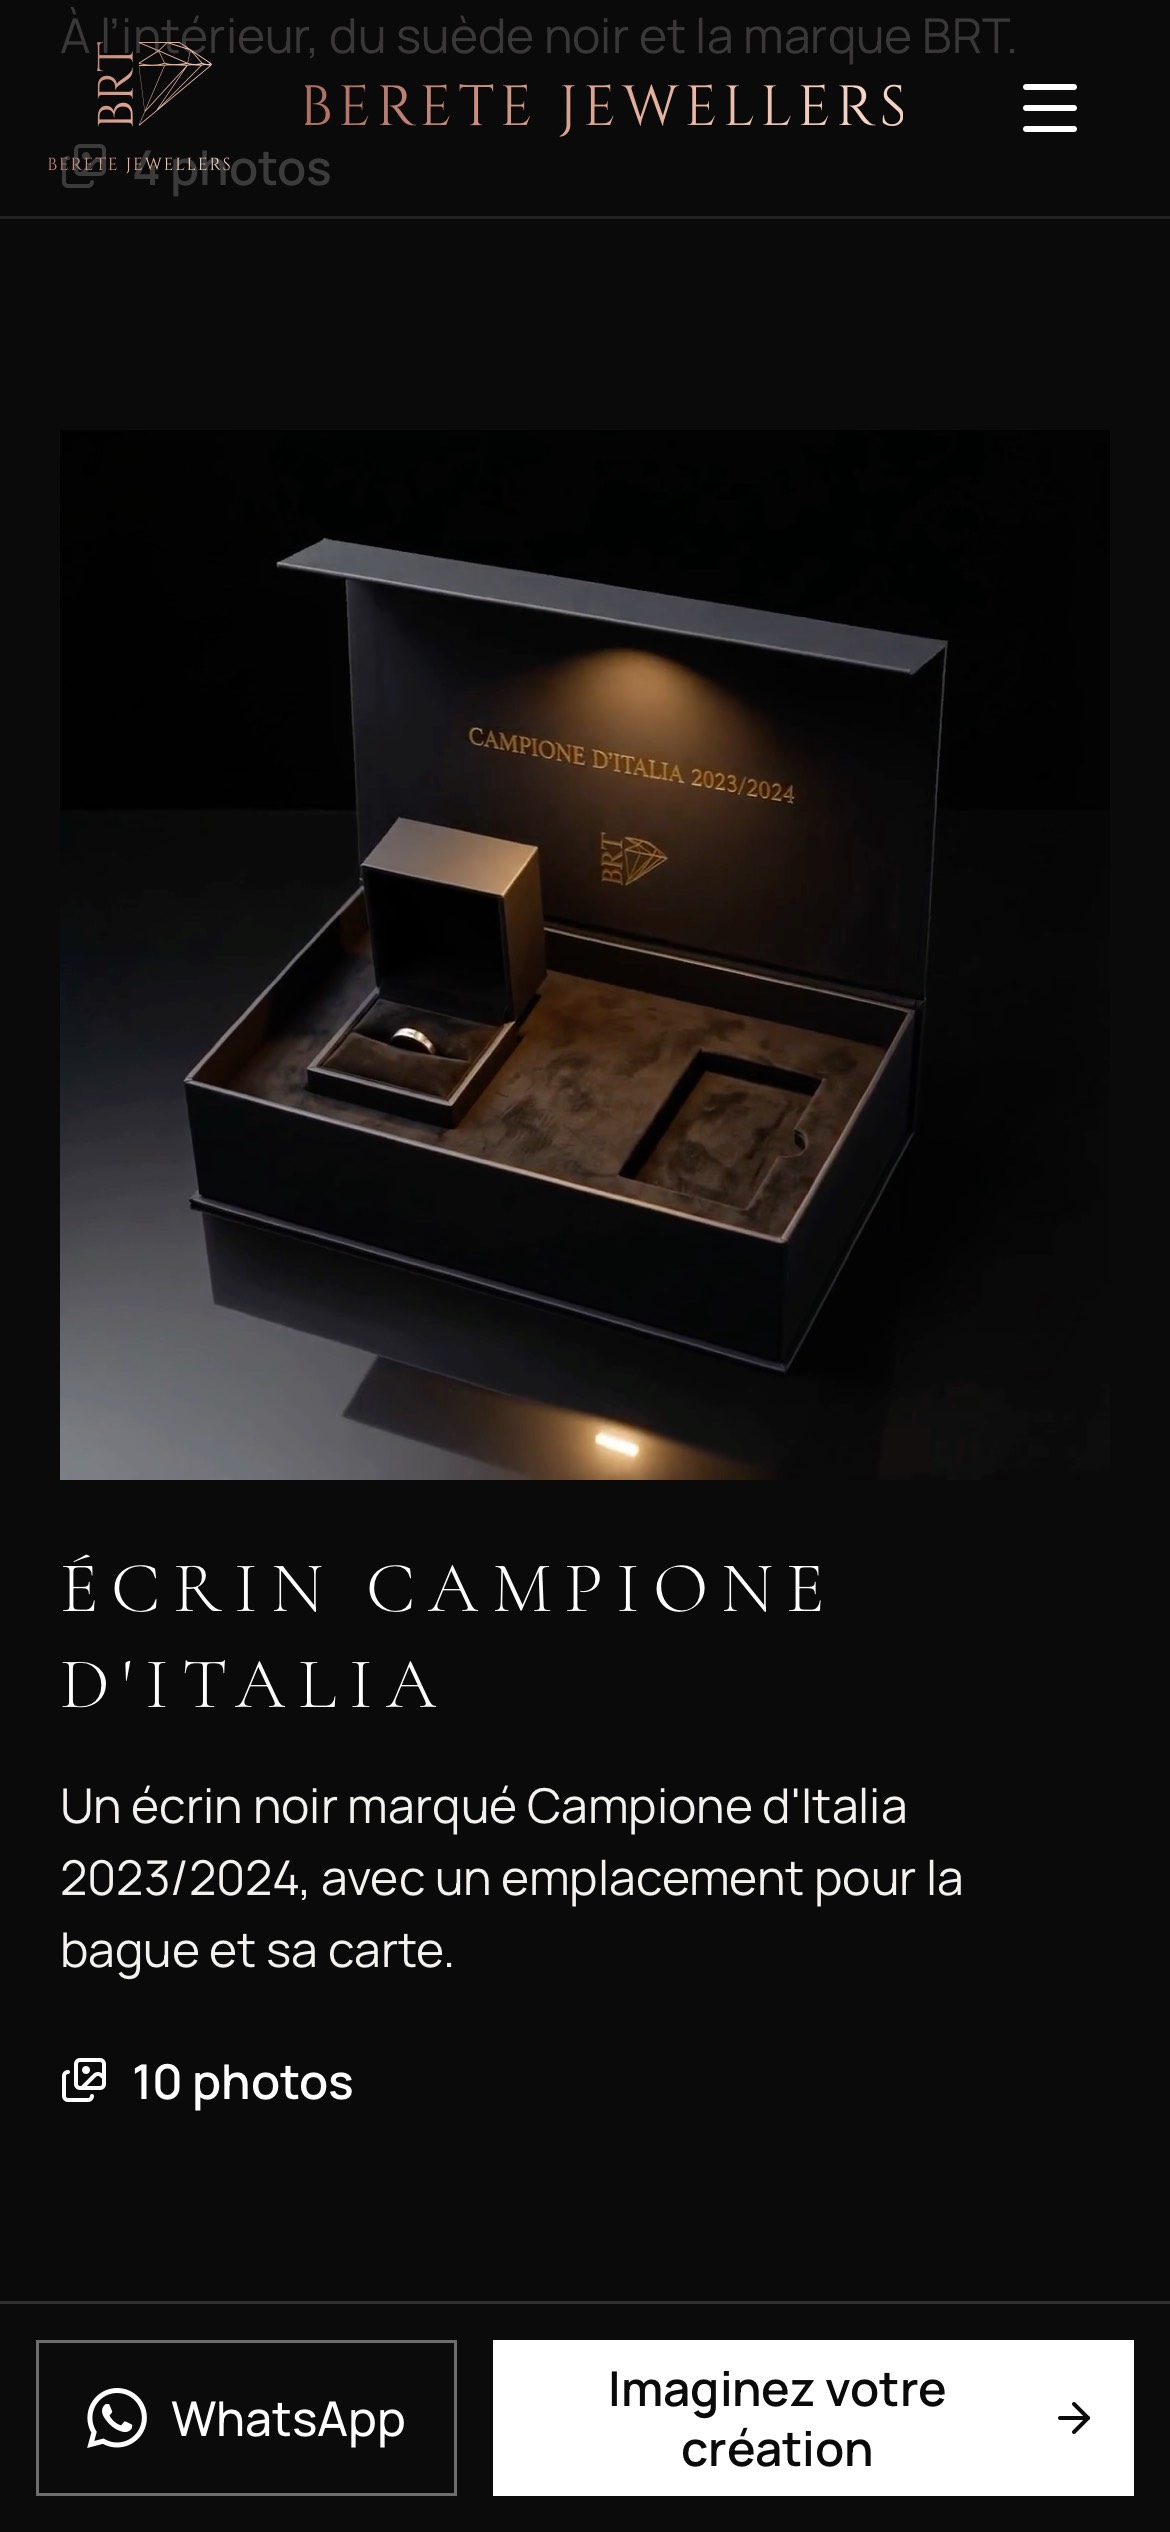 À l’intérieur, du suède noir et la marque BRT.
BRT
BERETE JEWELLERS
BERETE JEWELLERS
4 photos
CAMPIONE D'ITALIA 2023/2024
BRT
ÉCRIN CAMPIONE
D'ITALIA
Un écrin noir marqué Campione d'Italia
2023/2024, avec un emplacement pour la
bague et sa carte.
10 photos
WhatsApp
Imaginez votre
création